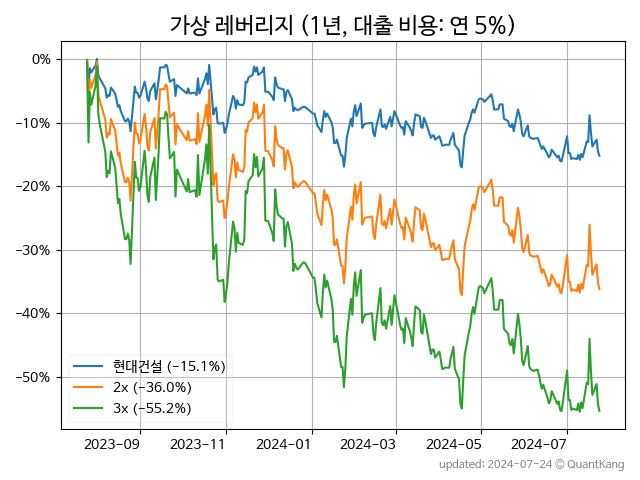 가상 레버리지 (1년, 대출 비용: 연 5%)
0%
−10%
−20%
−30%
−40%
−50%
현대건설 (−15.1%)
2x (−36.0%)
3x (−55.2%)
2023-09 2023-11 2024-01 2024-03 2024-05 2024-07
updated: 2024-07-24 © QuantKang